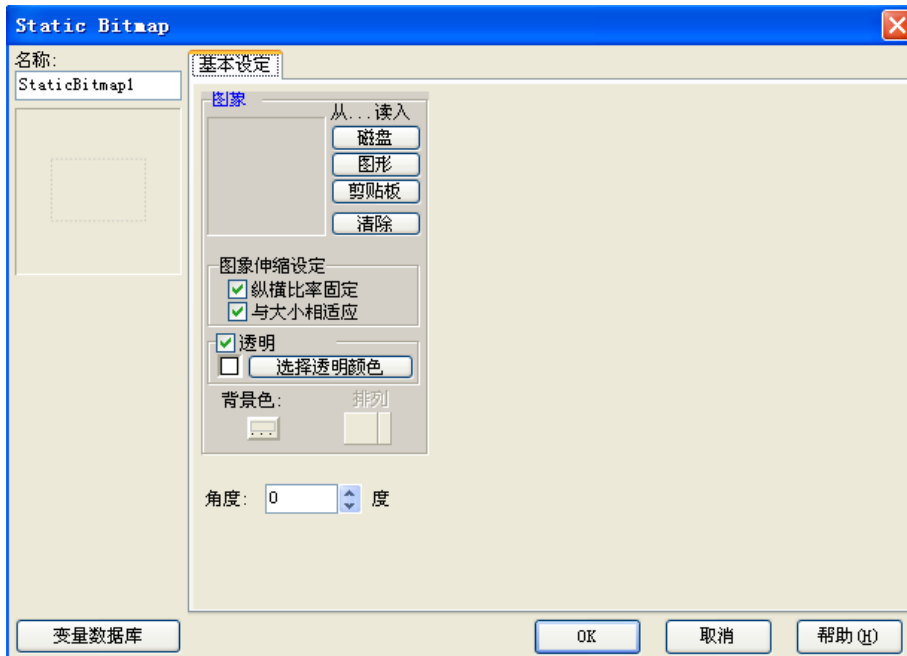 Static Bitmap
名称:
StaticBitmap1
基本设定
图象
从...读入
磁盘
图形
剪贴板
清除
图象伸缩设定
纵横比率固定
与大小相适应
透明
选择透明颜色
背景色:
排列
...
角度: 0 度
变量数据库
OK 取消 帮助(H)